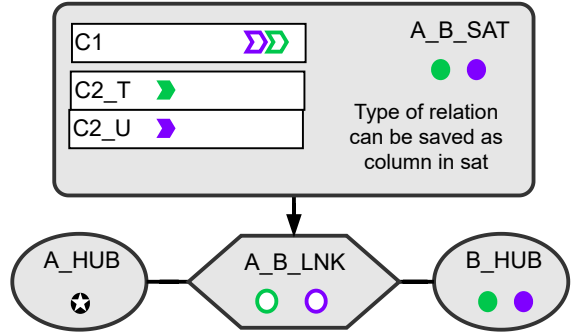 C1
A_B_SAT
C2_T
C2_U
Type of relation
can be saved as
column in sat
A_HUB
A_B_LNK
B_HUB